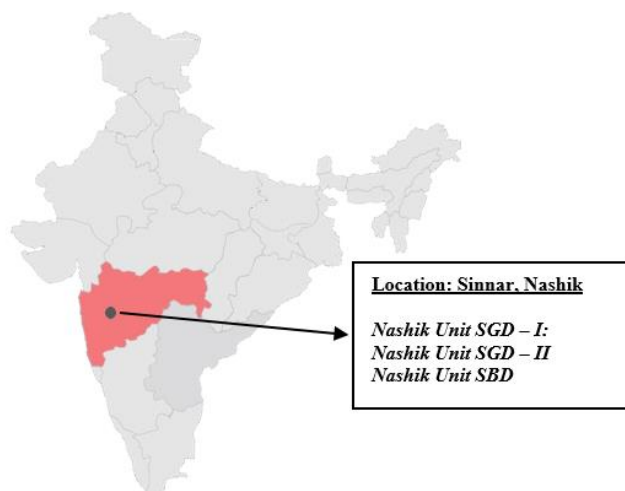 Location: Sinnar, Nashik
Nashik Unit SGD – I:
Nashik Unit SGD – II
Nashik Unit SBD